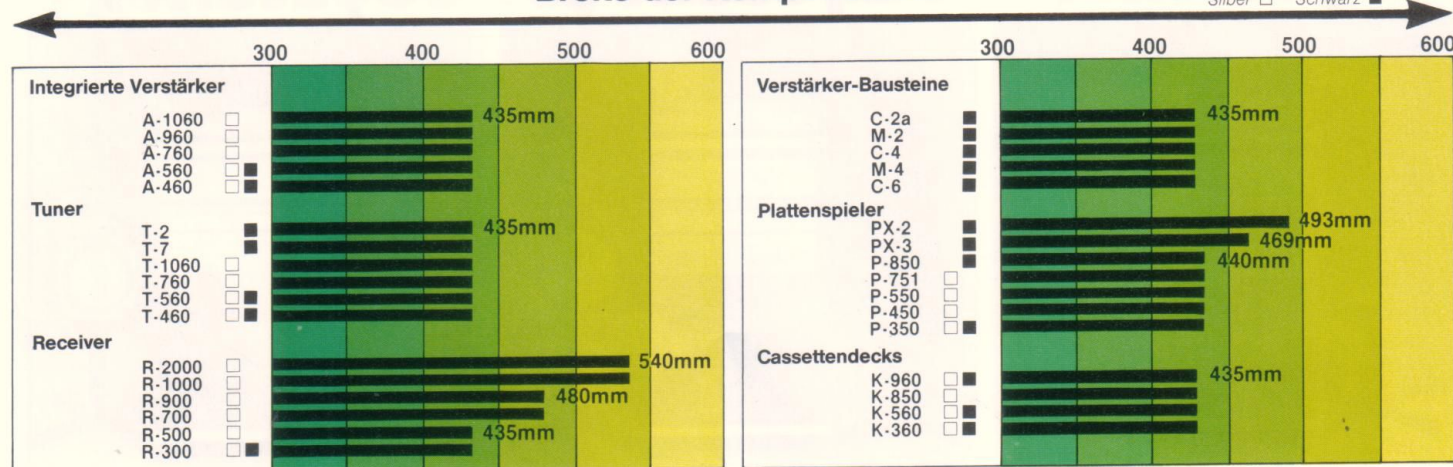 Silber □ Schwarz ■
300 400 500 600
Integrierte Verstärker
A-1060 □ 435mm
A-960 □
A-760 □
A-560 □ ■
A-460 □ ■
Tuner
T-2 ■ 435mm
T-7 ■
T-1060 □
T-760 □
T-560 □ ■
T-460 □ ■
Receiver
R-2000 □ 540mm
R-1000 □
R-900 □ 480mm
R-700 □
R-500 □ 435mm
R-300 □ ■
300 400 500 600
Verstärker-Bausteine
C-2a ■ 435mm
M-2 ■
C-4 ■
M-4 ■
C-6 ■
Plattenspieler
PX-2 ■ 493mm
PX-3 ■ 469mm
P-850 ■ 440mm
P-751 □
P-550 □
P-450 □
P-350 □ ■
Cassettendecks
K-960 □ ■ 435mm
K-850 □
K-560 □ ■
K-360 □ ■